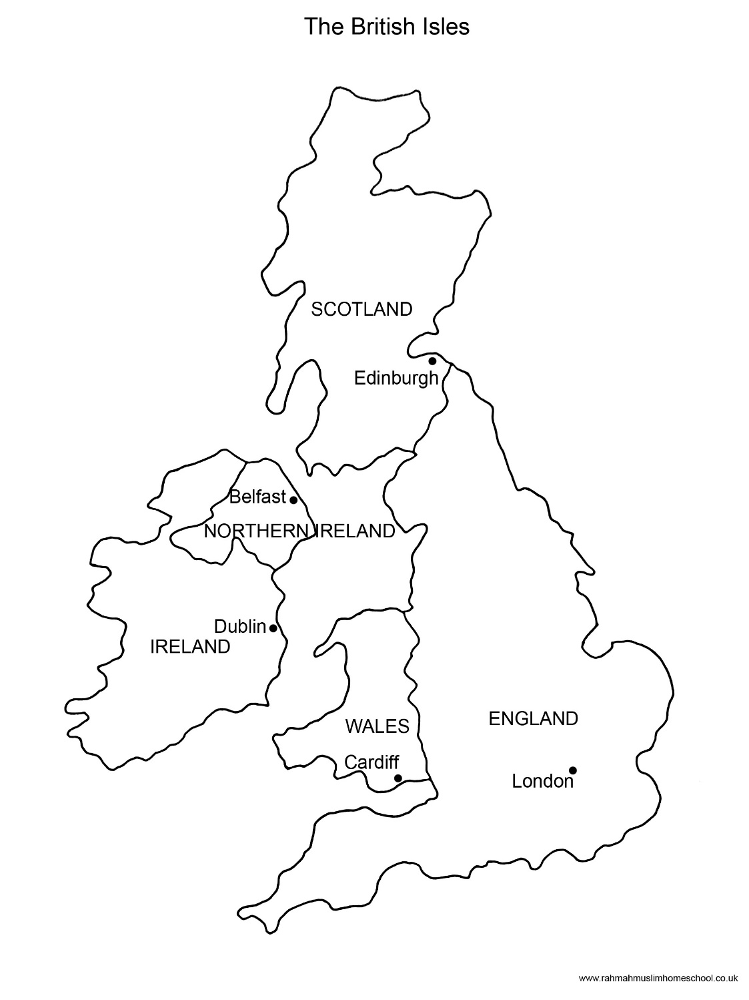 The British Isles
SCOTLAND
Edinburgh
Belfast
NORTHERN IRELAND
Dublin
IRELAND
WALES
ENGLAND
Cardiff
London
www.rahmahmuslimhomeschool.co.uk